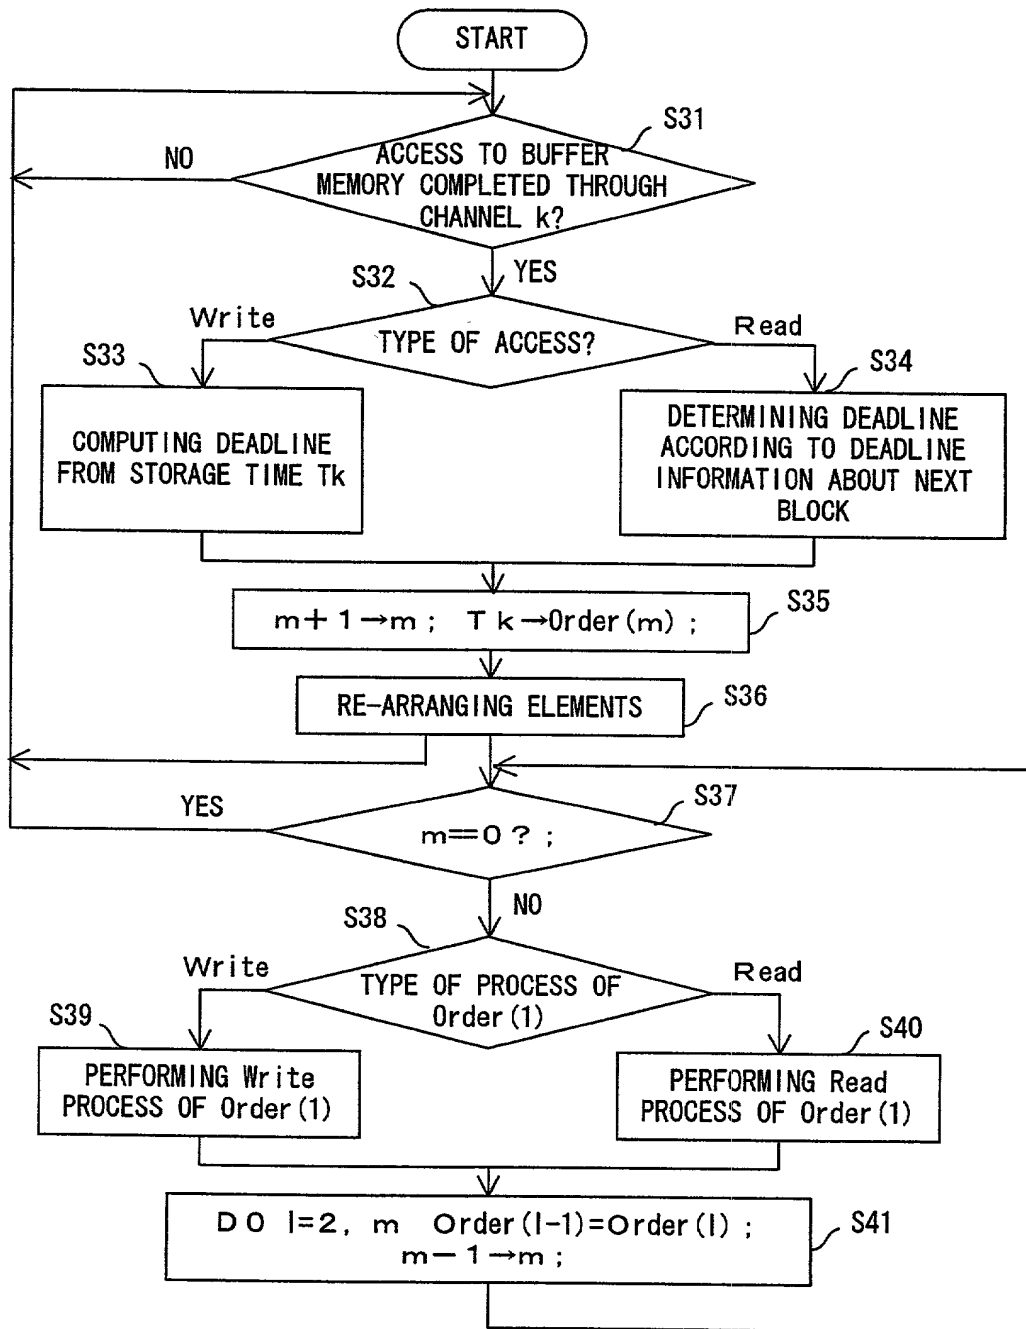 START
S31
NO
ACCESS TO BUFFER
MEMORY COMPLETED THROUGH
CHANNEL k?
YES
S32
Write
TYPE OF ACCESS?
Read
S33
COMPUTING DEADLINE
FROM STORAGE TIME Tk
S34
DETERMINING DEADLINE
ACCORDING TO DEADLINE
INFORMATION ABOUT NEXT
BLOCK
m+1→m; Tk→Order(m);
S35
RE-ARRANGING ELEMENTS
S36
YES
m==0?;
S37
NO
S38
Write
TYPE OF PROCESS OF
Order(1)
Read
S39
PERFORMING Write
PROCESS OF Order(1)
S40
PERFORMING Read
PROCESS OF Order(1)
DO l=2, m Order(l-1)=Order(l);
m-1→m;
S41